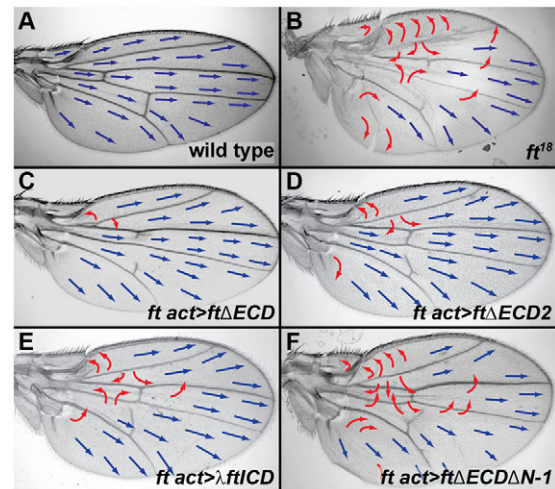 A
wild type
B
ft18
C
ft act>ftΔECD
D
ft act>ftΔECD2
E
ft act>λftICD
F
ft act>ftΔECDΔN-1